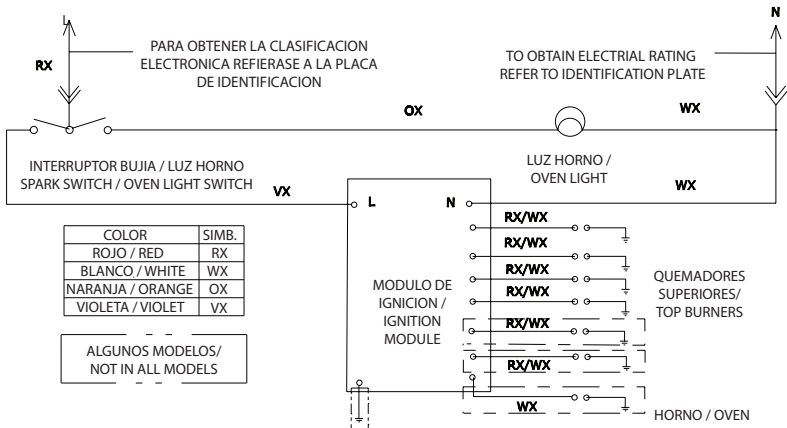 L
N
PARA OBTENER LA CLASIFICACION
ELECTRONICA REFIERASE A LA PLACA
DE IDENTIFICACION
TO OBTAIN ELECTRIAL RATING
REFER TO IDENTIFICATION PLATE
RX
OX
WX
INTERRUPTOR BUJIA / LUZ HORNO
SPARK SWITCH / OVEN LIGHT SWITCH
LUZ HORNO /
OVEN LIGHT
VX
WX
L
N
COLOR SIMB.
ROJO / RED RX
BLANCO / WHITE WX
NARANJA / ORANGE OX
VIOLETA / VIOLET VX
ALGUNOS MODELOS/
NOT IN ALL MODELS
MODULO DE
IGNICION /
IGNITION
MODULE
RX/WX
RX/WX
RX/WX
RX/WX
RX/WX
RX/WX
WX
QUEMADORES
SUPERIORES/
TOP BURNERS
HORNO / OVEN